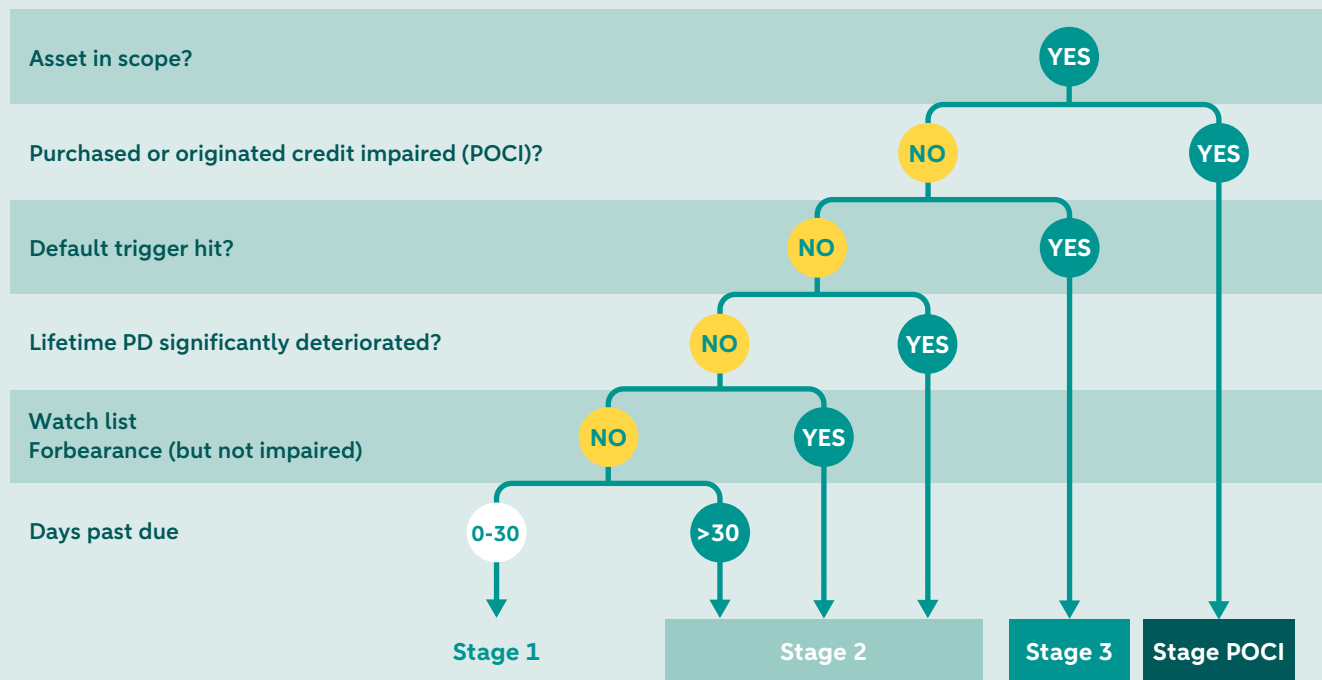 Asset in scope?
YES
Purchased or originated credit impaired (POCI)?
NO
YES
Default trigger hit?
NO
YES
Lifetime PD significantly deteriorated?
NO
YES
Watch list
Forbearance (but not impaired)
NO
YES
Days past due
0-30
>30
Stage 1
Stage 2
Stage 3
Stage POCI